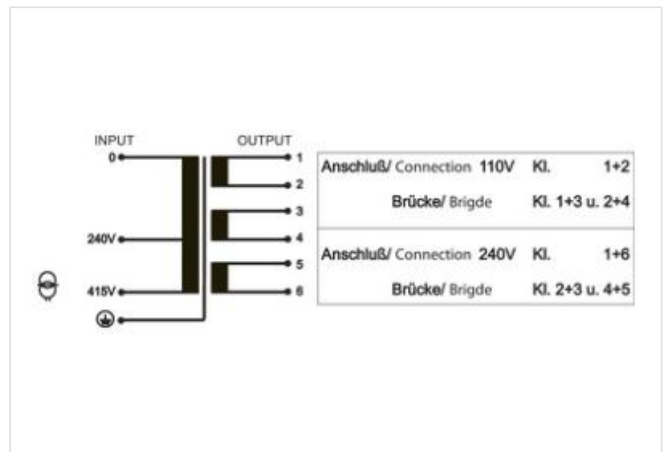 INPUT
OUTPUT
0
1
2
3
240V
4
5
415V
6
Anschluß/ Connection 110V Kl. 1+2
Brücke/ Brigde Kl. 1+3 u. 2+4
Anschluß/ Connection 240V Kl. 1+6
Brücke/ Brigde Kl. 2+3 u. 4+5